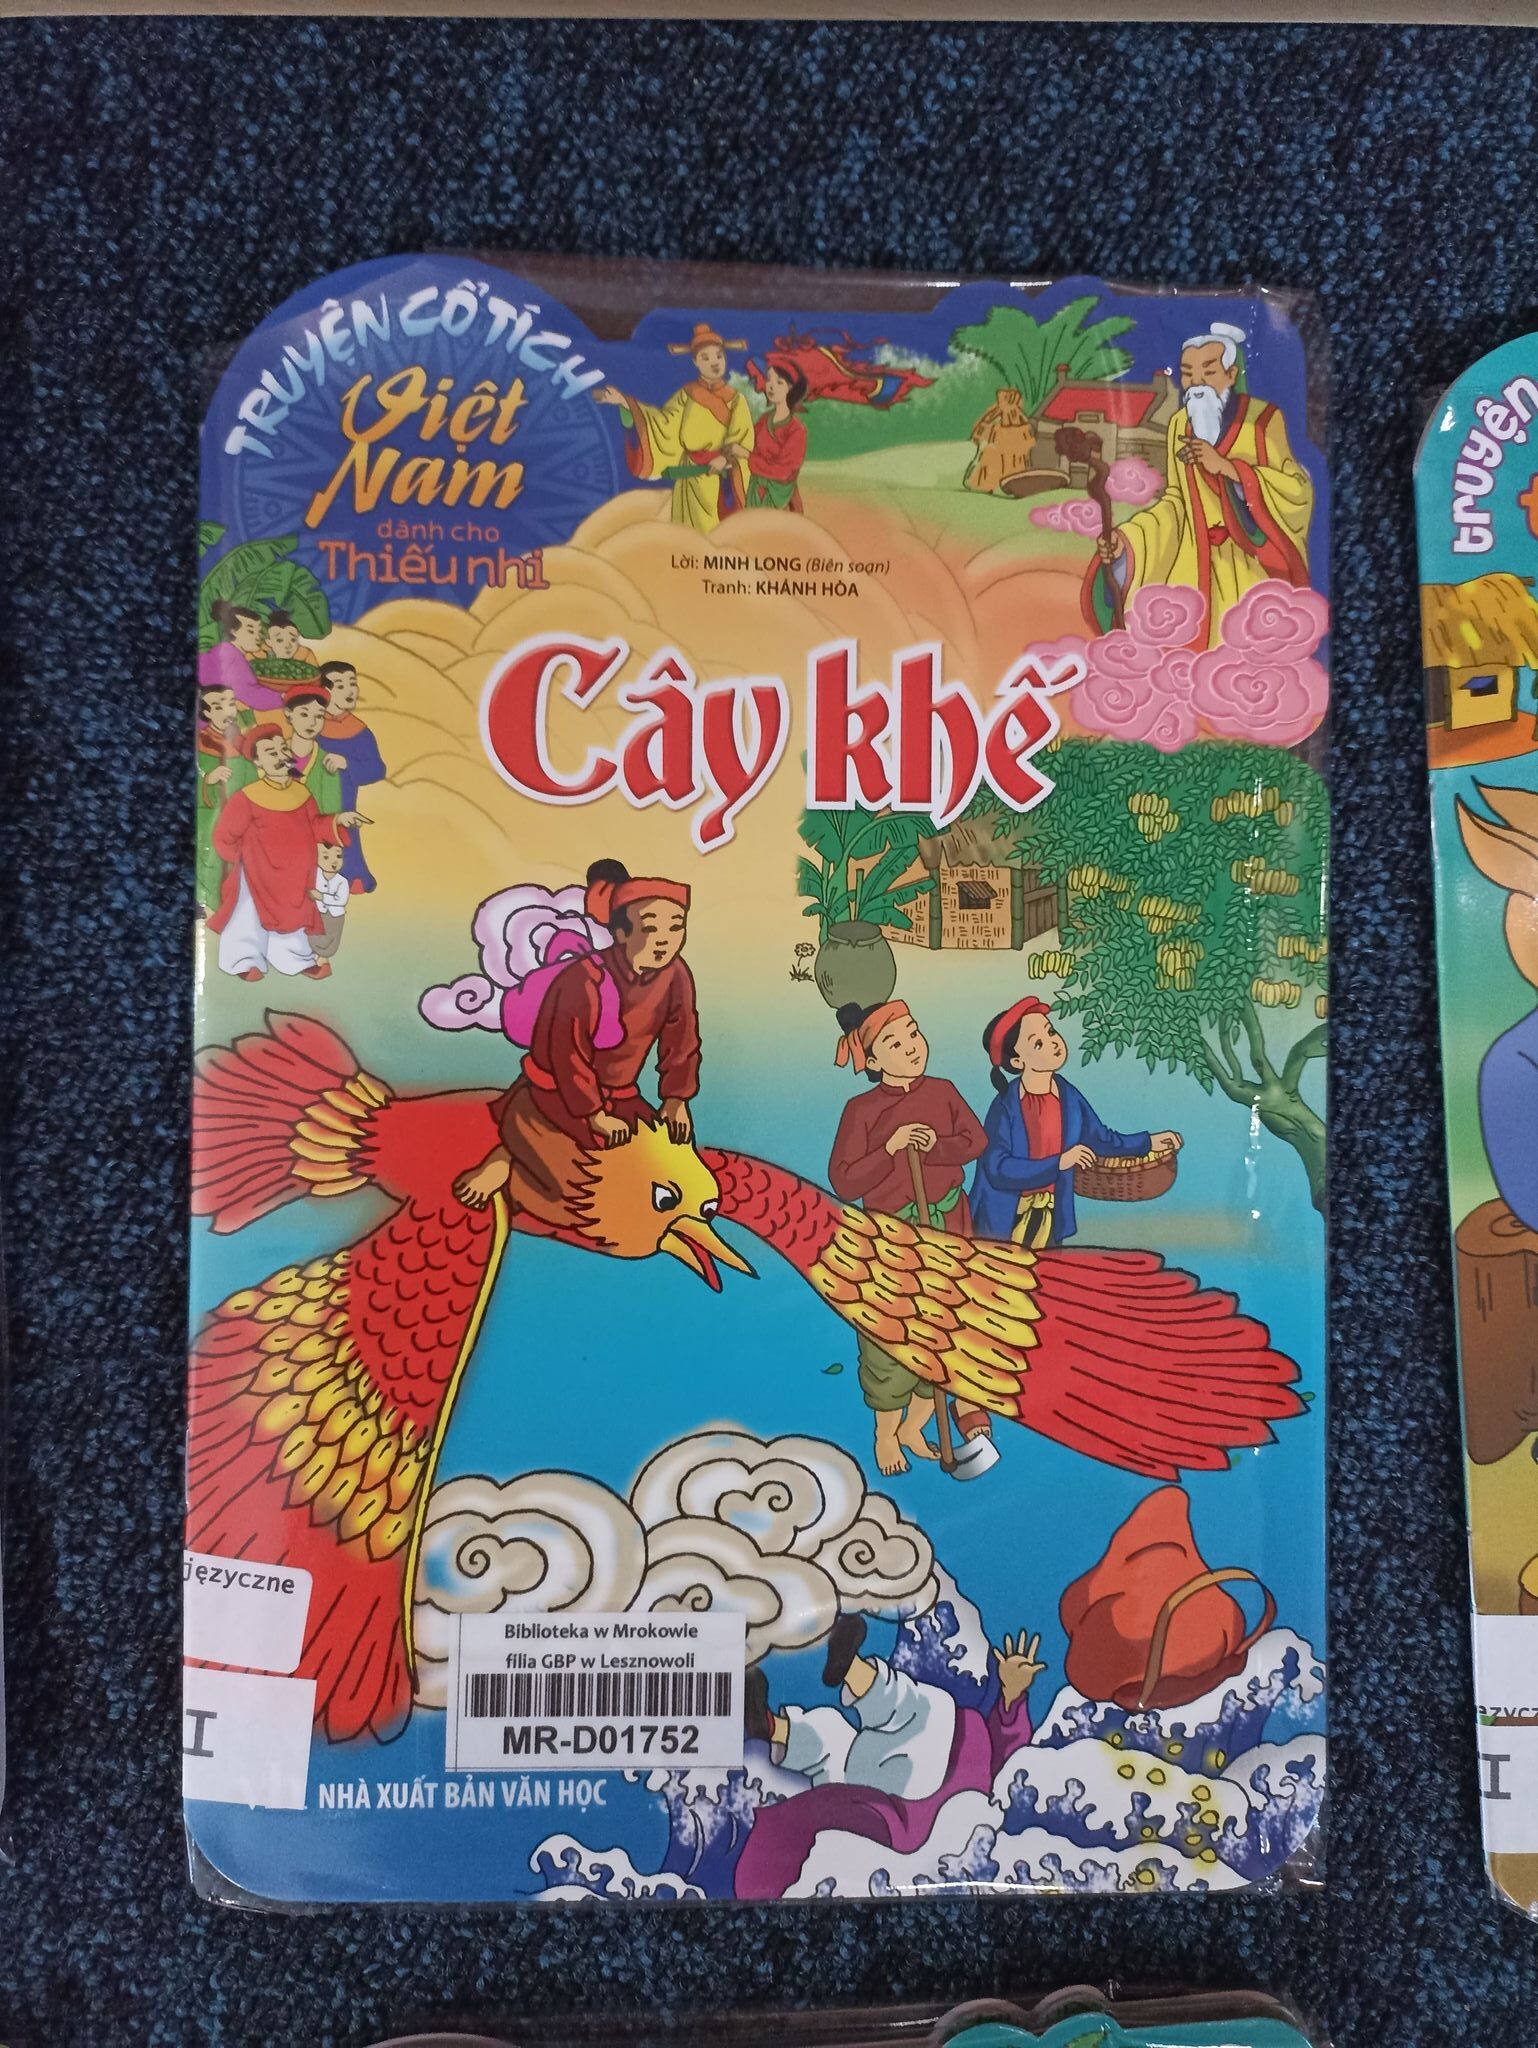 TRUYỆN CỔ TÍCH
Việt
Nam
dành cho
Thiếu nhi
Lời: MINH LONG (Biên soạn)
Tranh: KHÁNH HÒA
Cây khế
języczne
I
Biblioteka w Mrokowie
filia GBP w Lesznowoli
MR-D01752
NHÀ XUẤT BẢN VĂN HỌC
truyện
I